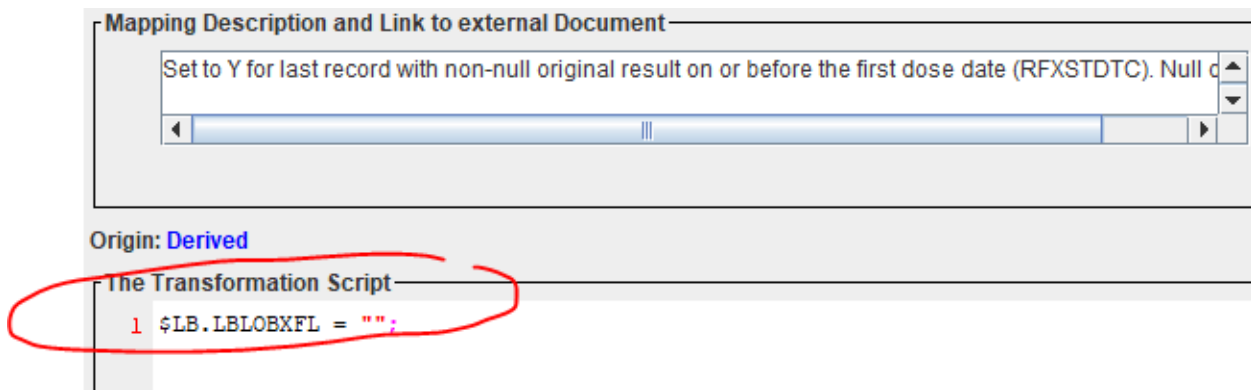 Mapping Description and Link to external Document
Set to Y for last record with non-null original result on or before the first dose date (RFXSTDTC). Null
Origin: Derived
The Transformation Script
1 $LB.LBLOBXFL = "";